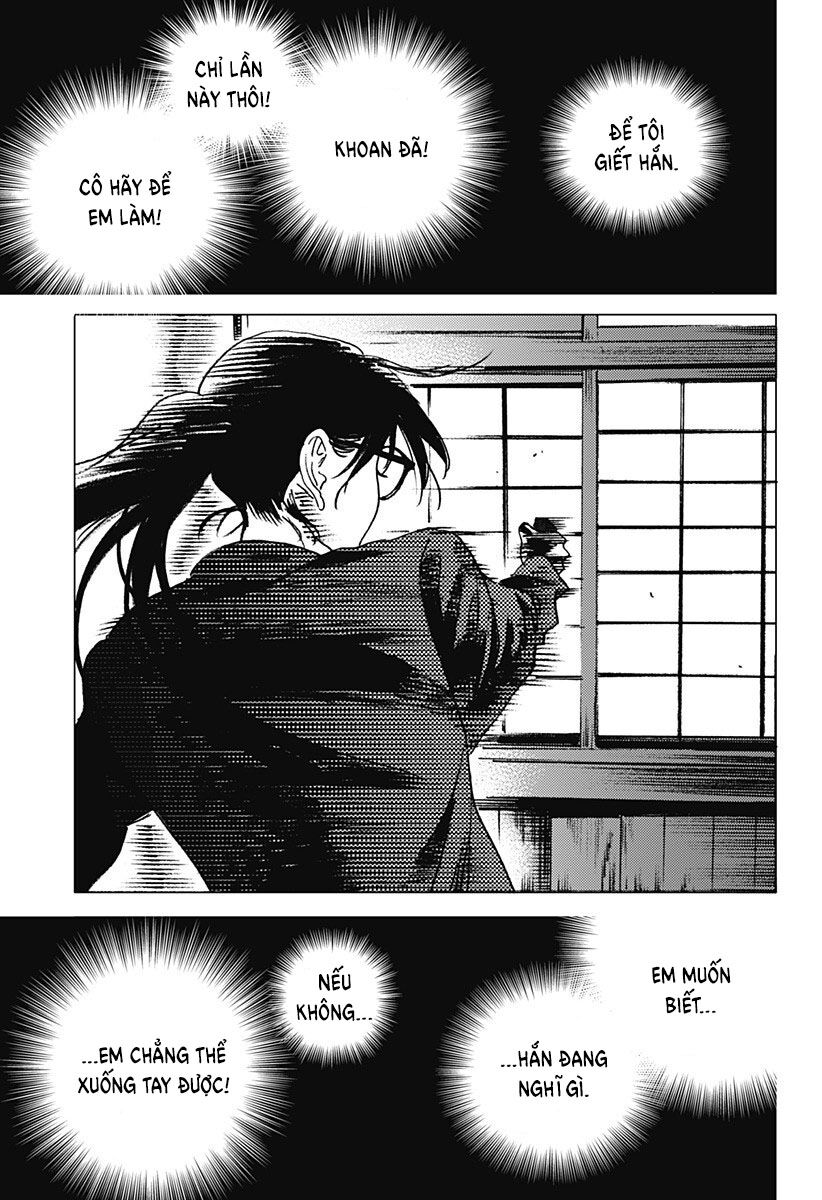 ĐỂ TÔI
GIẾT HẮN.
KHOAN ĐÃ!
CHỈ LẦN
NÀY THÔI!
CÔ HÃY ĐỂ
EM LÀM!
EM MUỐN
BIẾT...
...HẮN ĐANG
NGHĨ GÌ.
NẾU
KHÔNG...
...EM CHẲNG THỂ
XUỐNG TAY ĐƯỢC!